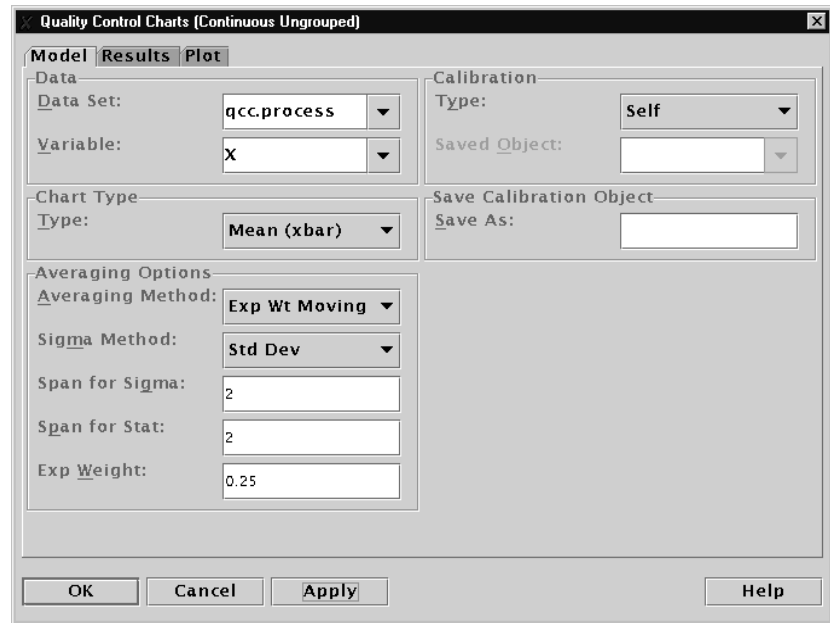 Quality Control Charts (Continuous Ungrouped)
Model Results Plot
Data
Data Set: qcc.process
Variable: X
Chart Type
Type: Mean (xbar)
Averaging Options
Averaging Method: Exp Wt Moving
Sigma Method: Std Dev
Span for Sigma: 2
Span for Stat: 2
Exp Weight: 0.25
Calibration
Type: Self
Saved Object:
Save Calibration Object
Save As:
OK Cancel Apply Help